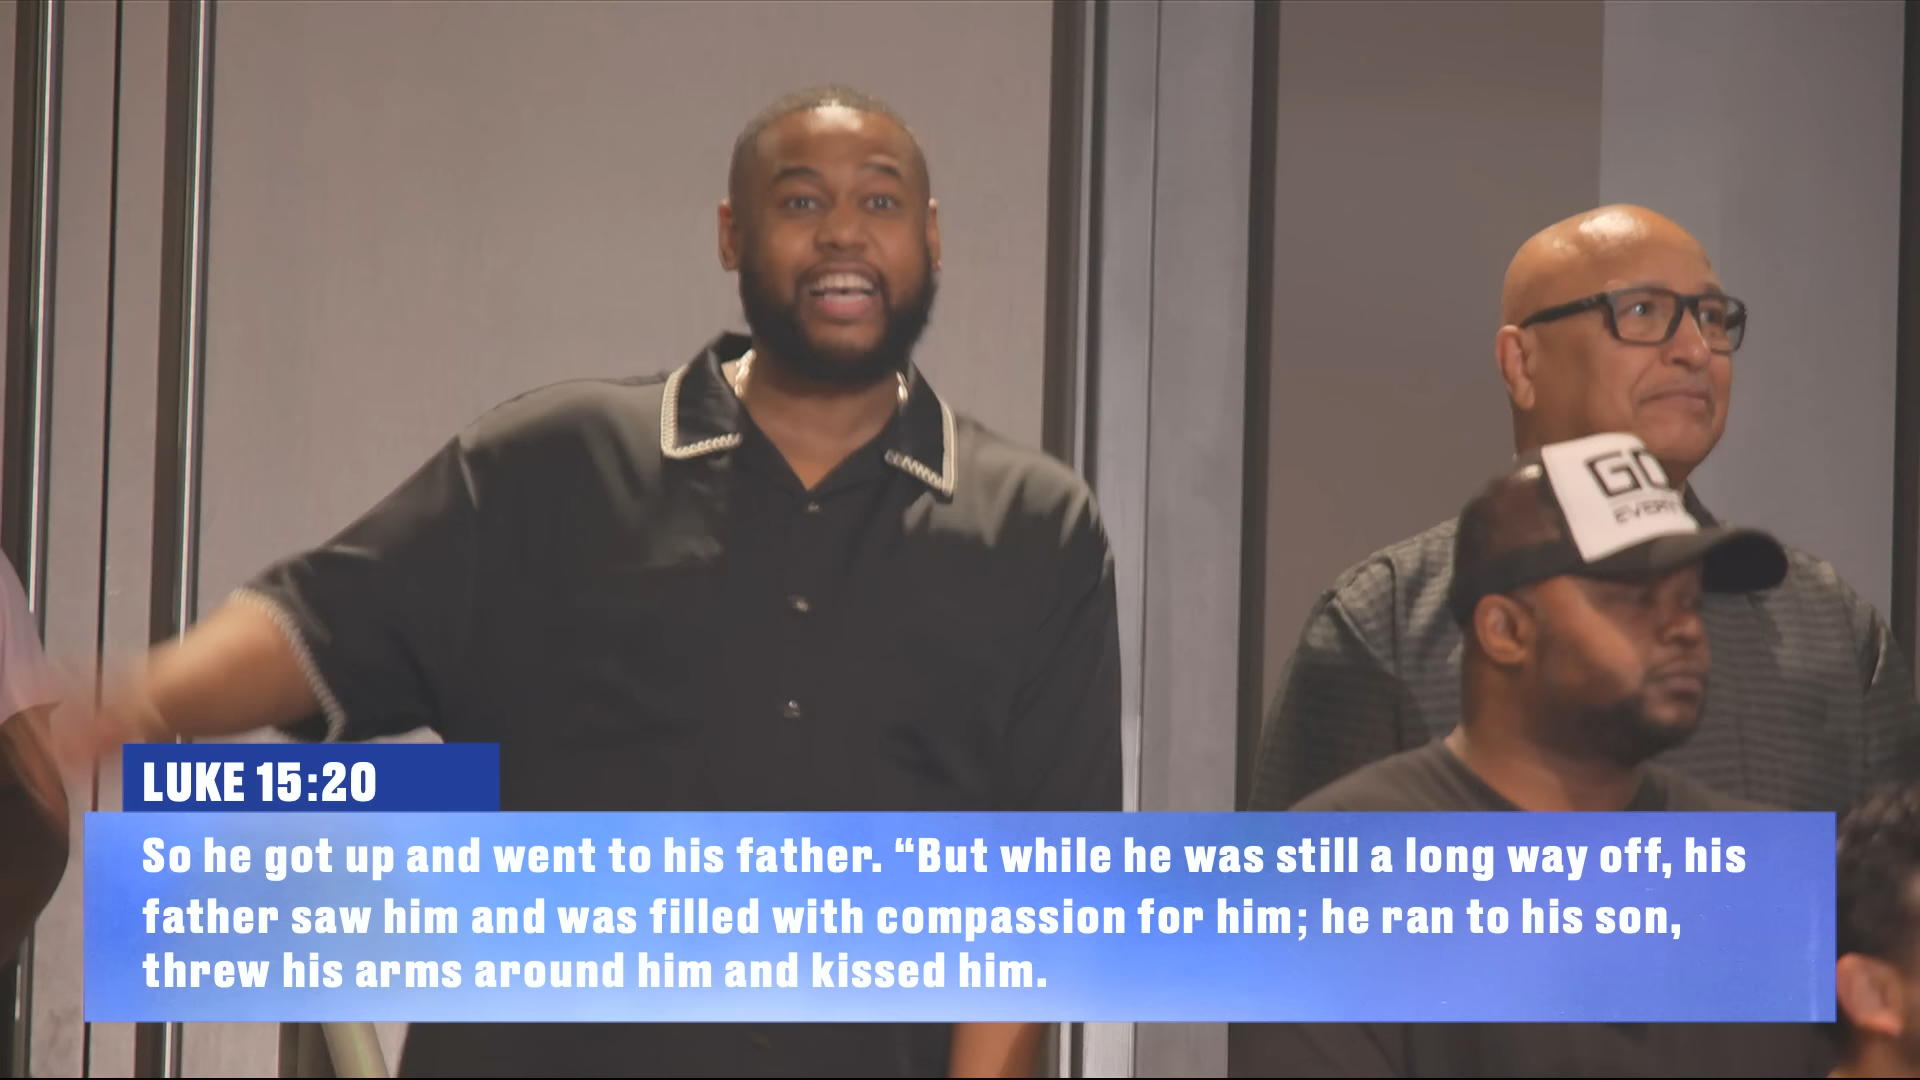 GO
LUKE 15:20
So he got up and went to his father. “But while he was still a long way off, his
father saw him and was filled with compassion for him; he ran to his son,
threw his arms around him and kissed him.